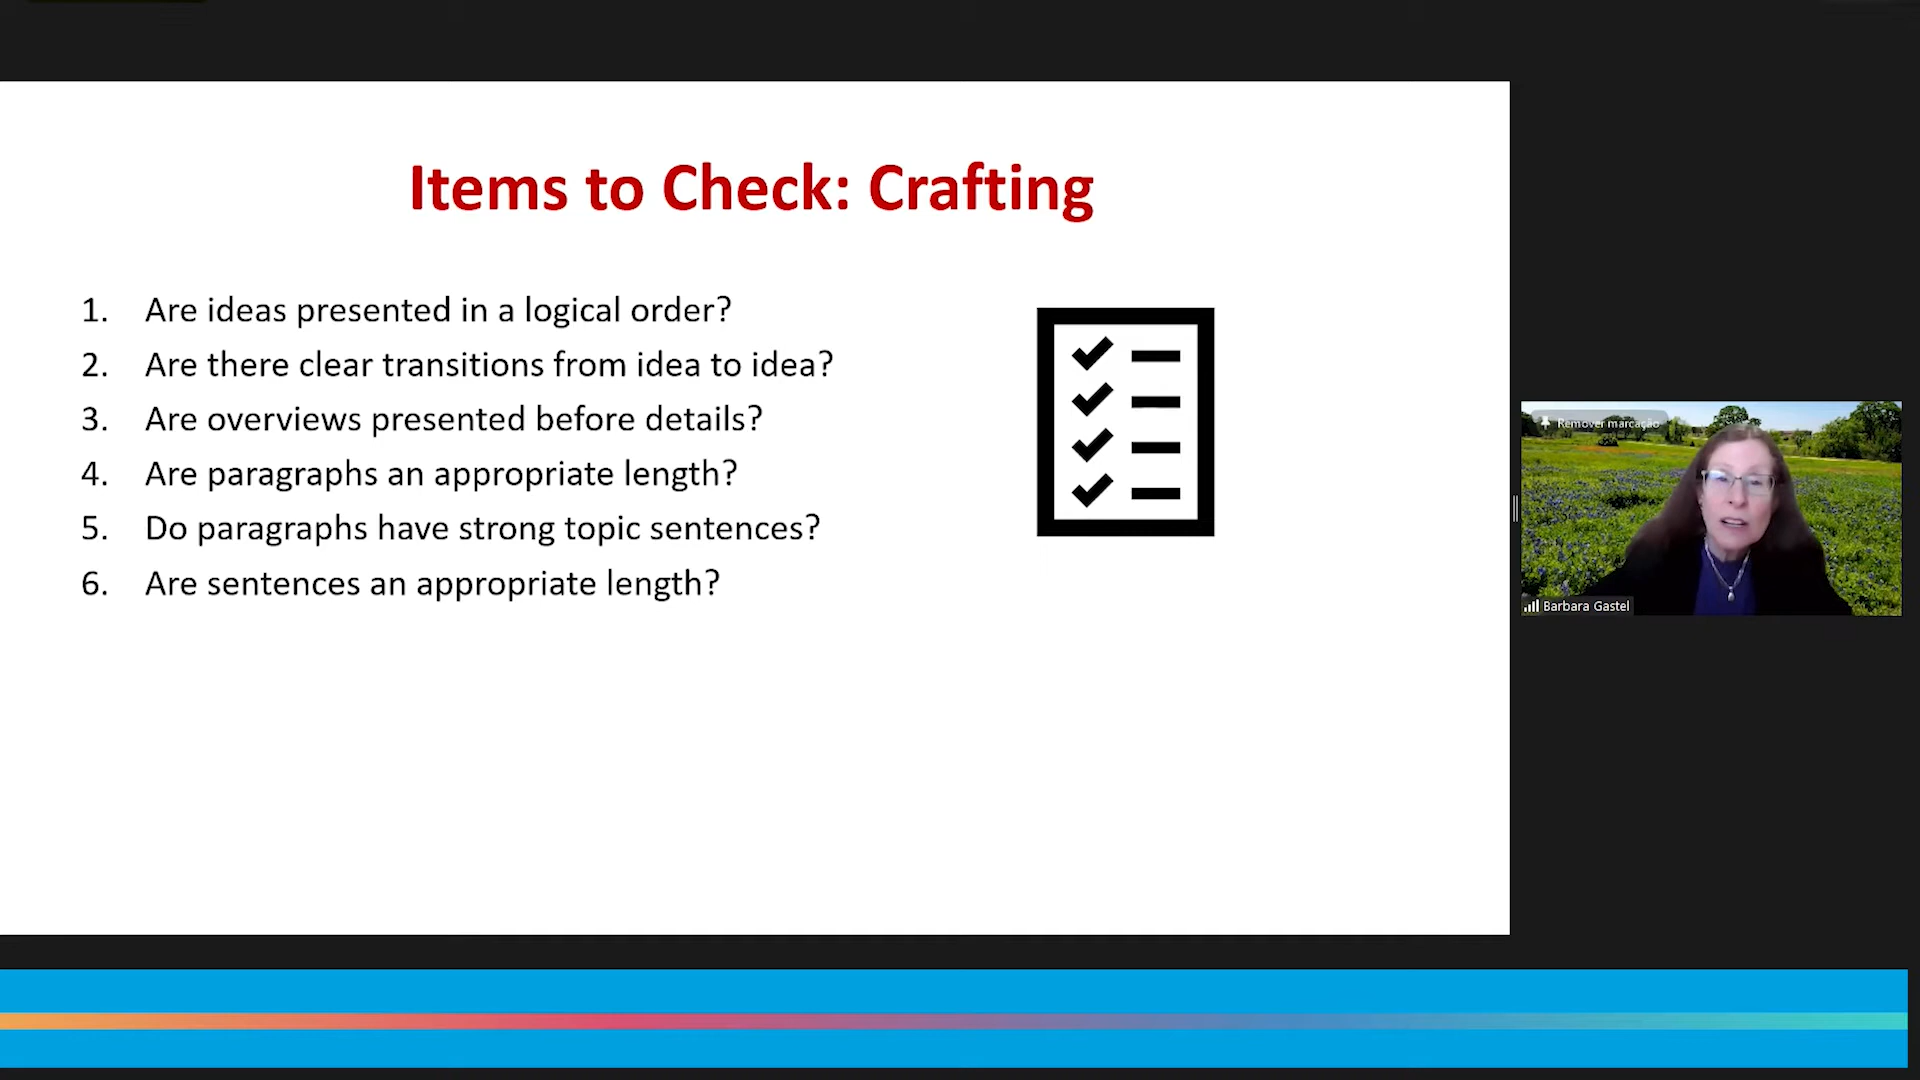 Items to Check: Crafting
1. Are ideas presented in a logical order?
2. Are there clear transitions from idea to idea?
3. Are overviews presented before details?
4. Are paragraphs an appropriate length?
5. Do paragraphs have strong topic sentences?
6. Are sentences an appropriate length?
Remover marcação
Barbara Gastel